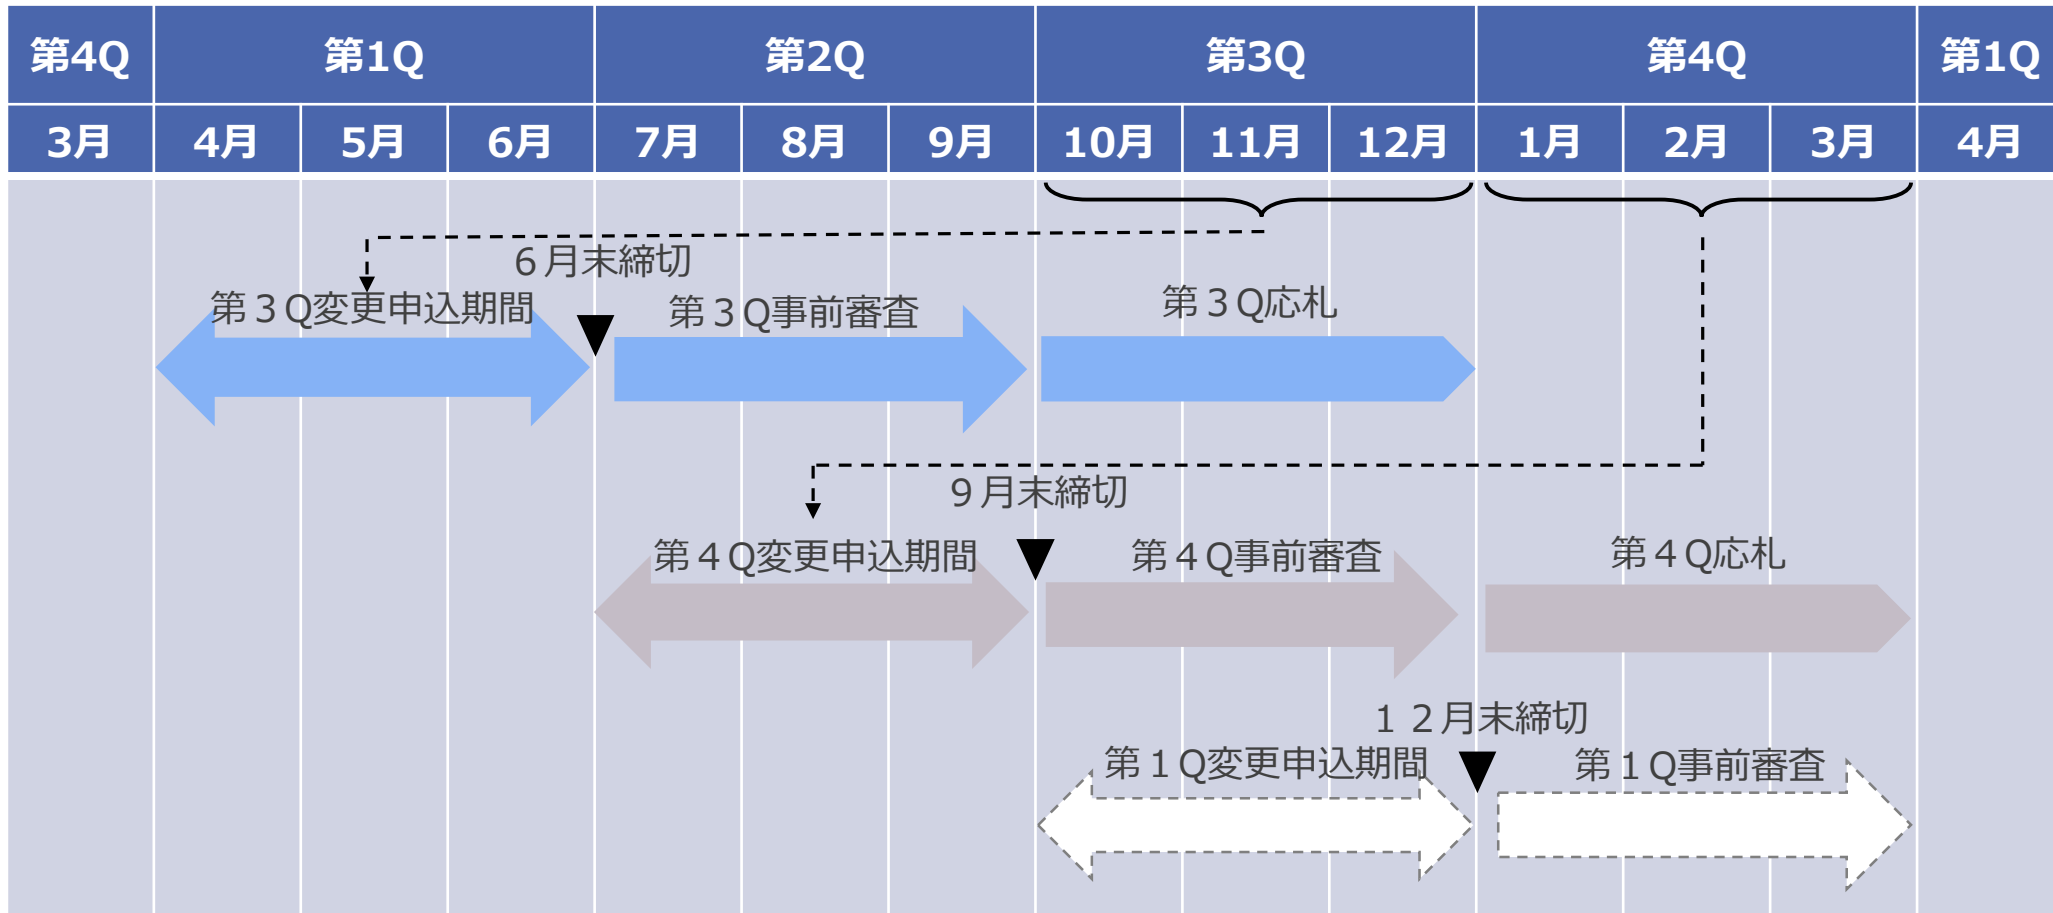 第4Q 第1Q 第2Q 第3Q 第4Q 第1Q
3月 4月 5月 6月 7月 8月 9月 10月 11月 12月 1月 2月 3月 4月
６月末締切
第３Q変更申込期間 第３Q事前審査 第３Q応札
９月末締切
第４Q変更申込期間 第４Q事前審査 第４Q応札
１２月末締切
第１Q変更申込期間 第１Q事前審査